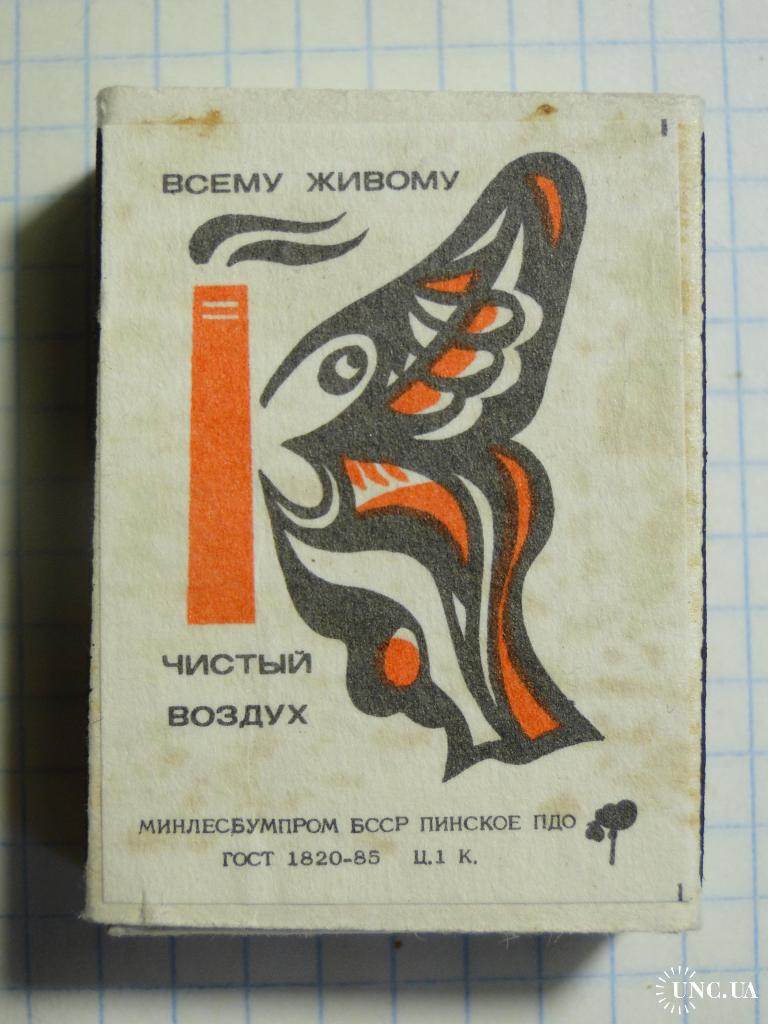 ВСЕМУ ЖИВОМУ
ЧИСТЫЙ
ВОЗДУХ
МИНЛЕСБУМПРОМ БССР ПИНСКОЕ ПДО
ГОСТ 1820-85 Ц.1 К.
UNC.UA